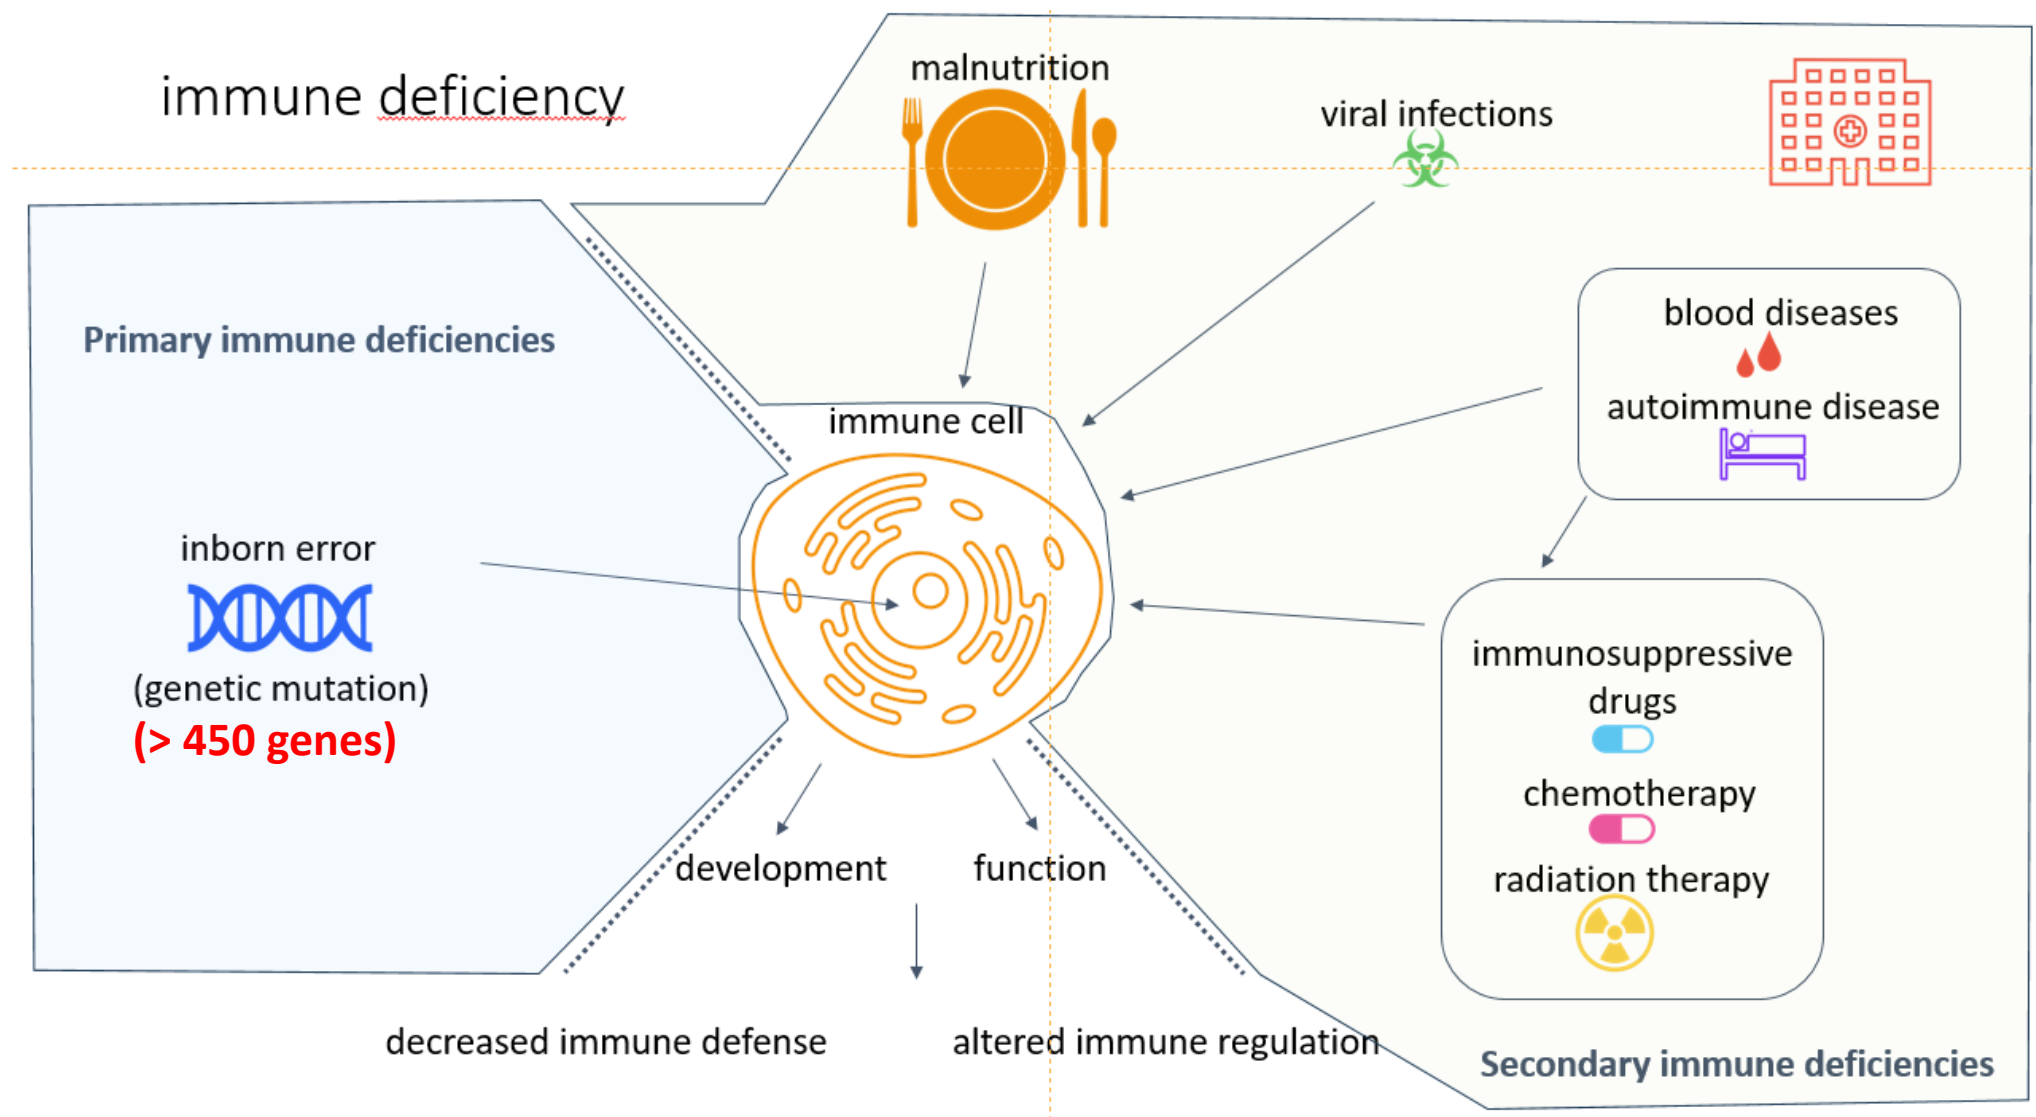 immune deficiency
malnutrition
viral infections
Primary immune deficiencies
blood diseases
autoimmune disease
immune cell
inborn error
(genetic mutation)
(> 450 genes)
immunosuppressive
drugs
chemotherapy
radiation therapy
development
function
decreased immune defense
altered immune regulation
Secondary immune deficiencies